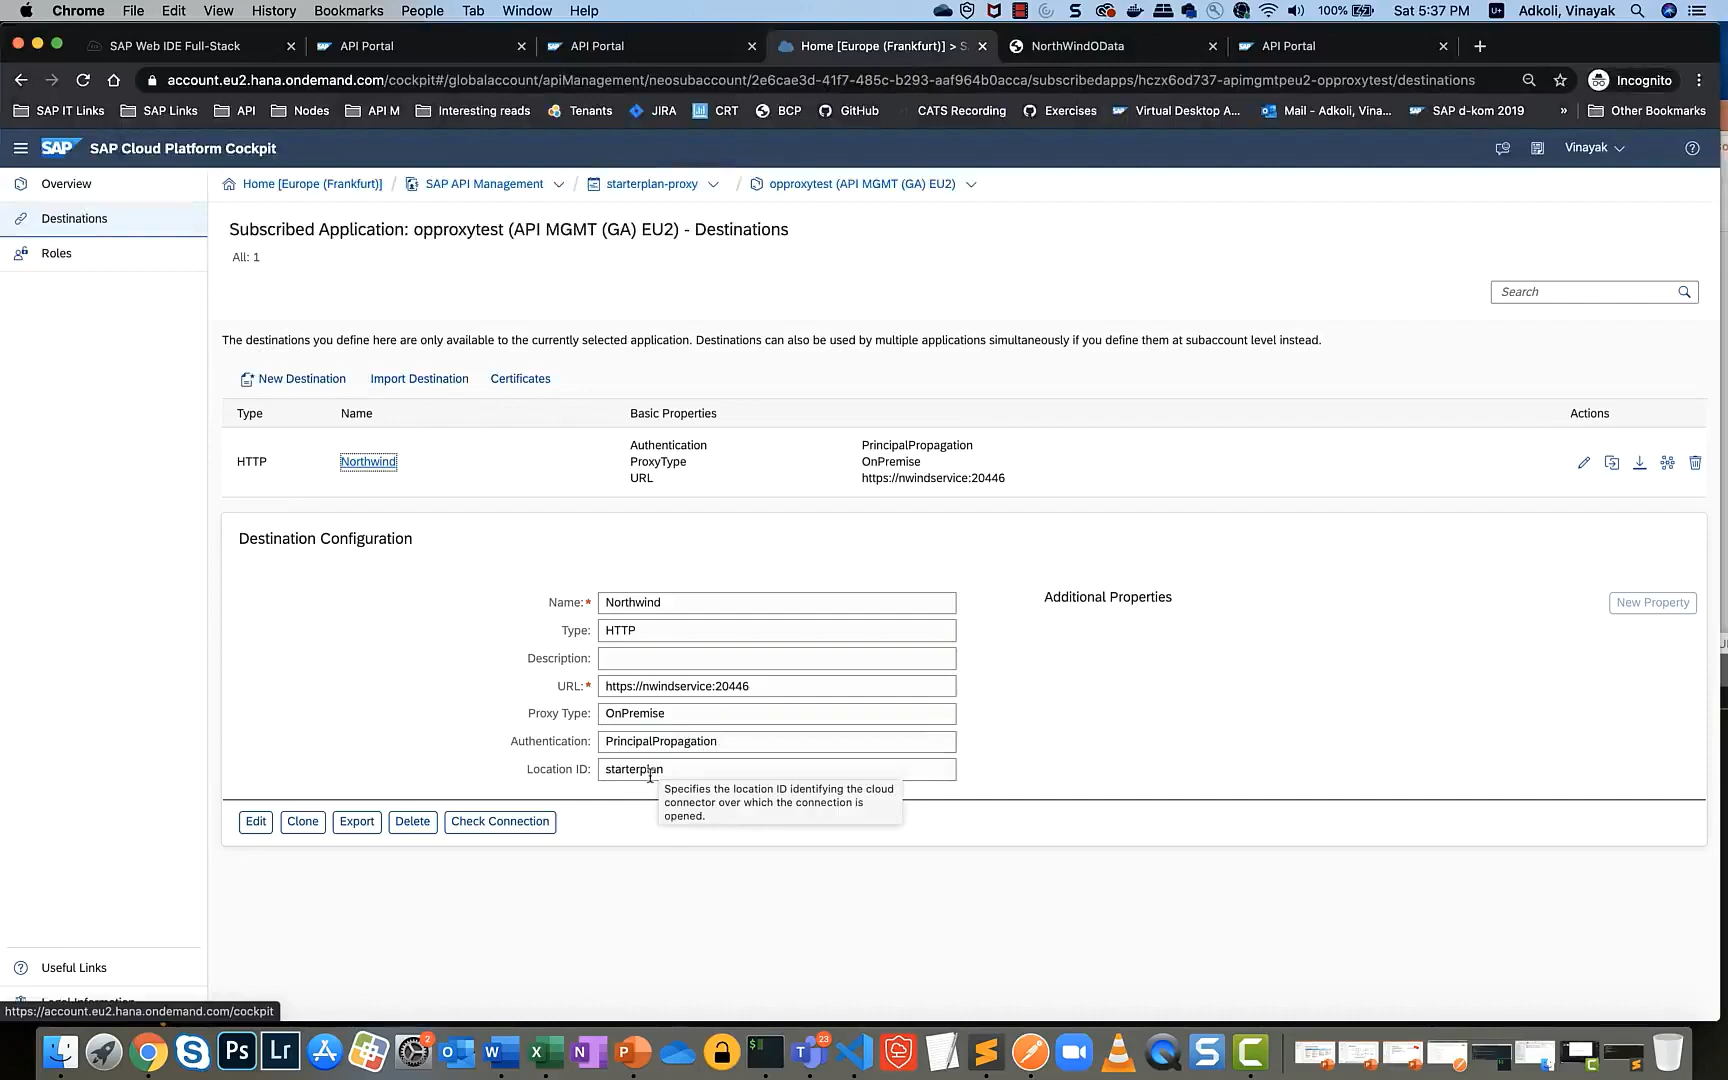 Chrome File Edit View History Bookmarks People Tab Window Help 100% Sat 5:37 PM U+ Adkoli, Vinayak
SAP Web IDE Full-Stack API Portal API Portal Home [Europe (Frankfurt)] > S NorthWindOData API Portal
account.eu2.hana.ondemand.com/cockpit#/globalaccount/apiManagement/neosubaccount/2e6cae3d-41f7-485c-b293-aaf964b0acca/subscribedapps/hczx6od737-apimgmtpeu2-opproxytest/destinations Incognito
SAP IT Links SAP Links API Nodes API M Interesting reads Tenants JIRA CRT BCP GitHub CATS Recording Exercises Virtual Desktop A... Mail - Adkoli, Vina... SAP d-kom 2019 » Other Bookmarks
SAP SAP Cloud Platform Cockpit Vinayak
Overview
Destinations
Roles
Home [Europe (Frankfurt)] / SAP API Management / starterplan-proxy / opproxytest (API MGMT (GA) EU2)
Subscribed Application: opproxytest (API MGMT (GA) EU2) - Destinations
All: 1
Search
The destinations you define here are only available to the currently selected application. Destinations can also be used by multiple applications simultaneously if you define them at subaccount level instead.
New Destination Import Destination Certificates
Type Name Basic Properties Actions
HTTP Northwind
Authentication PrincipalPropagation
ProxyType OnPremise
URL https://nwindservice:20446
Destination Configuration
Name:* Northwind
Type: HTTP
Description:
URL:* https://nwindservice:20446
Proxy Type: OnPremise
Authentication: PrincipalPropagation
Location ID: starterplan
Additional Properties
New Property
Specifies the location ID identifying the cloud
connector over which the connection is
opened.
Edit Clone Export Delete Check Connection
Useful Links
https://account.eu2.hana.ondemand.com/cockpit
2 23
Ps Lr